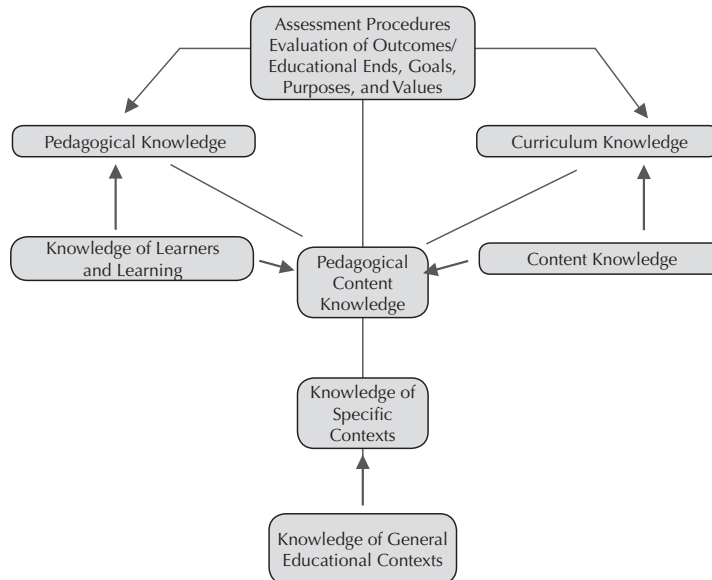 Assessment Procedures
Evaluation of Outcomes/
Educational Ends, Goals,
Purposes, and Values
Pedagogical Knowledge
Curriculum Knowledge
Knowledge of Learners
and Learning
Pedagogical
Content
Knowledge
Content Knowledge
Knowledge of
Specific
Contexts
Knowledge of General
Educational Contexts